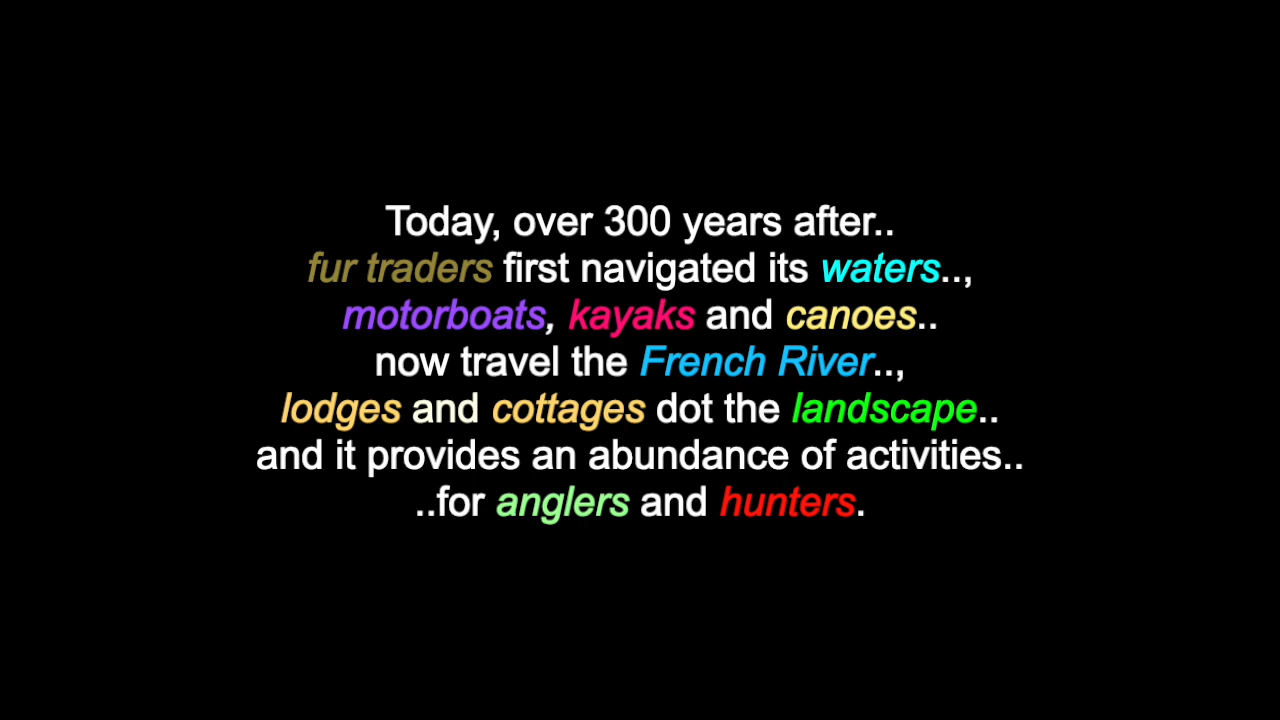 Today, over 300 years after..
fur traders first navigated its waters..,
motorboats, kayaks and canoes..
now travel the French River..,
lodges and cottages dot the landscape..
and it provides an abundance of activities..
..for anglers and hunters.